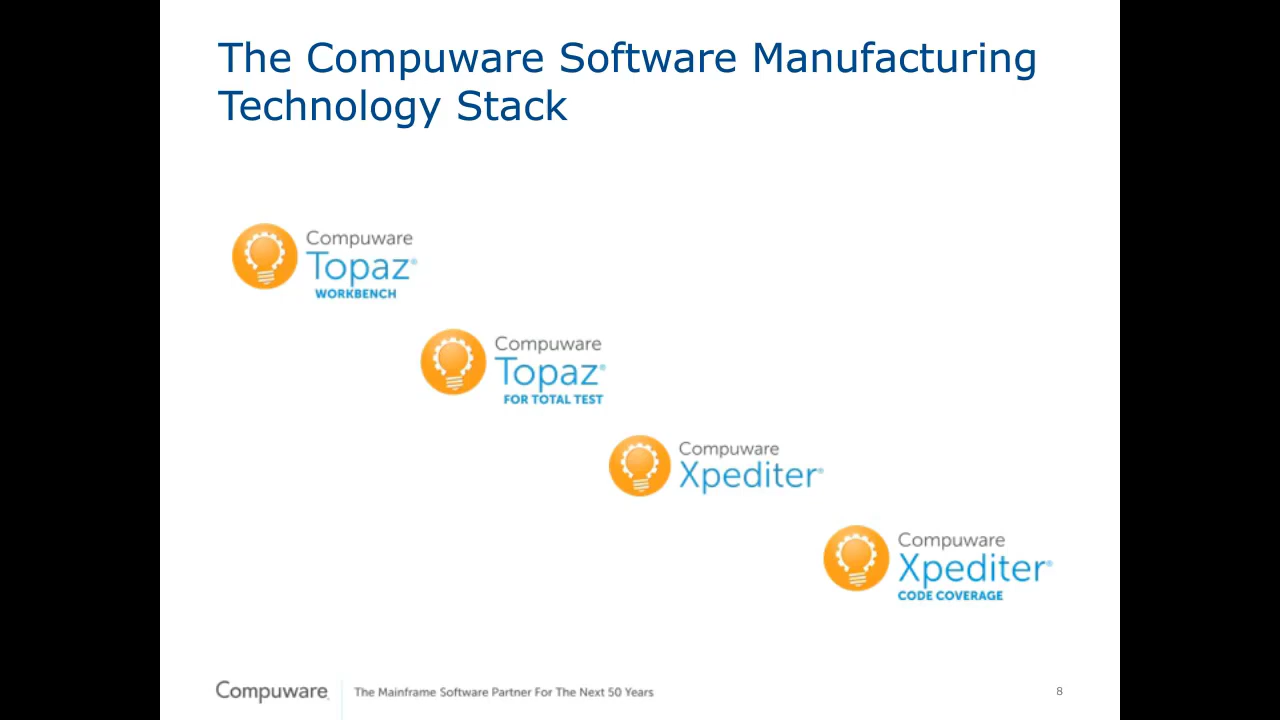 The Compuware Software Manufacturing
Technology Stack
Compuware
Topaz®
WORKBENCH
Compuware
Topaz®
FOR TOTAL TEST
Compuware
Xpediter®
Compuware
Xpediter®
CODE COVERAGE
Compuware
The Mainframe Software Partner For The Next 50 Years
8